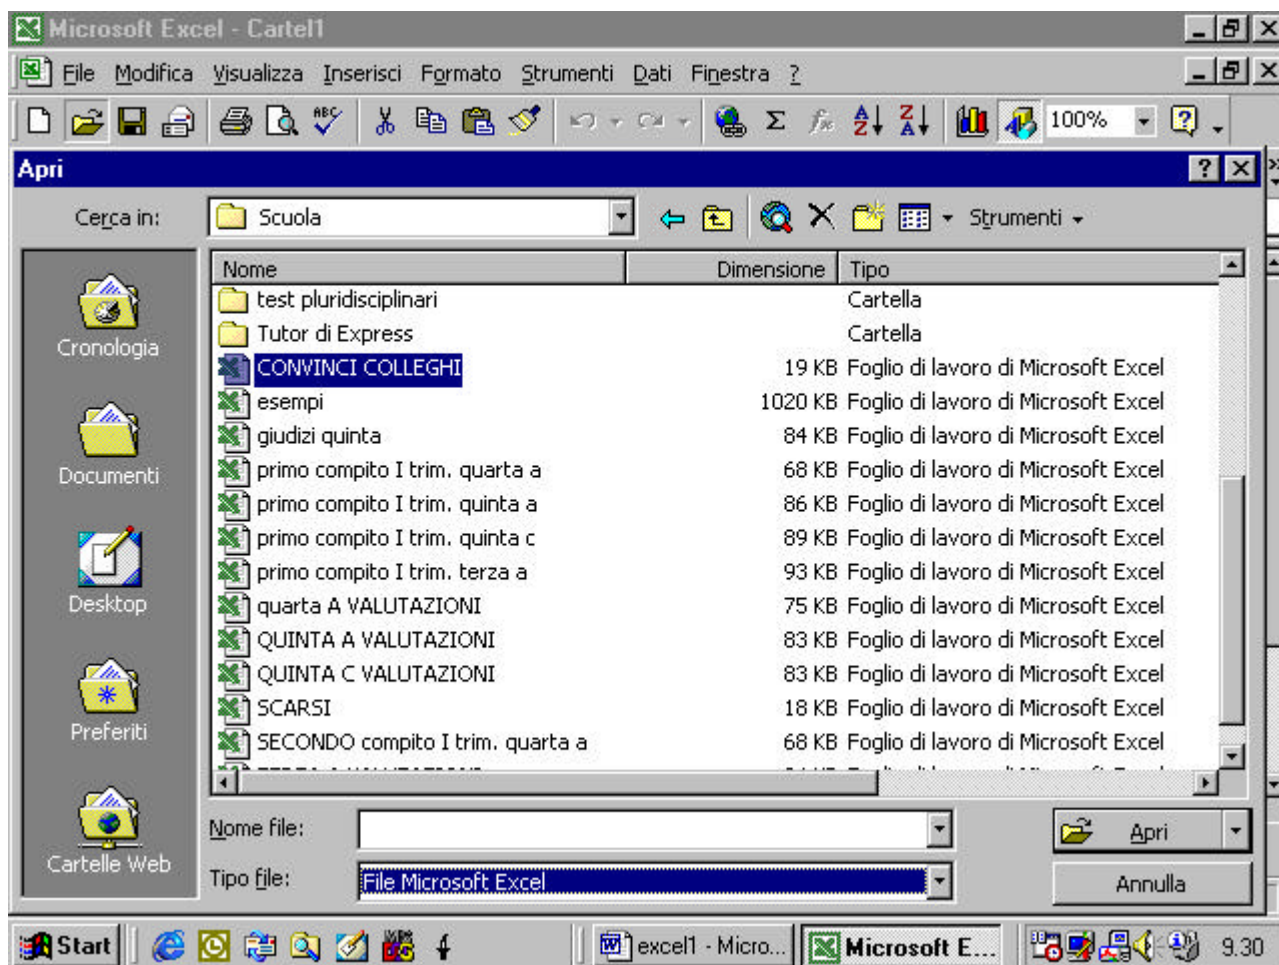 Microsoft Excel - Cartel1
File Modifica Visualizza Inserisci Formato Strumenti Dati Finestra ?
ABC Σ fx A Z Z A 100% ?
Apri
Cerca in: Scuola Strumenti
Nome Dimensione Tipo
test pluridisciplinari Cartella
Tutor di Express Cartella
CONVINCI COLLEGHI 19 KB Foglio di lavoro di Microsoft Excel
esempi 1020 KB Foglio di lavoro di Microsoft Excel
giudizi quinta 84 KB Foglio di lavoro di Microsoft Excel
primo compito I trim. quarta a 68 KB Foglio di lavoro di Microsoft Excel
primo compito I trim. quinta a 86 KB Foglio di lavoro di Microsoft Excel
primo compito I trim. quinta c 89 KB Foglio di lavoro di Microsoft Excel
primo compito I trim. terza a 93 KB Foglio di lavoro di Microsoft Excel
quarta A VALUTAZIONI 75 KB Foglio di lavoro di Microsoft Excel
QUINTA A VALUTAZIONI 83 KB Foglio di lavoro di Microsoft Excel
QUINTA C VALUTAZIONI 83 KB Foglio di lavoro di Microsoft Excel
SCARSI 18 KB Foglio di lavoro di Microsoft Excel
SECONDO compito I trim. quarta a 68 KB Foglio di lavoro di Microsoft Excel
Cronologia
Documenti
Desktop
Preferiti
Cartelle Web
Nome file: Apri
Tipo file: File Microsoft Excel Annulla
Start excel1 - Micro... Microsoft E... 9.30